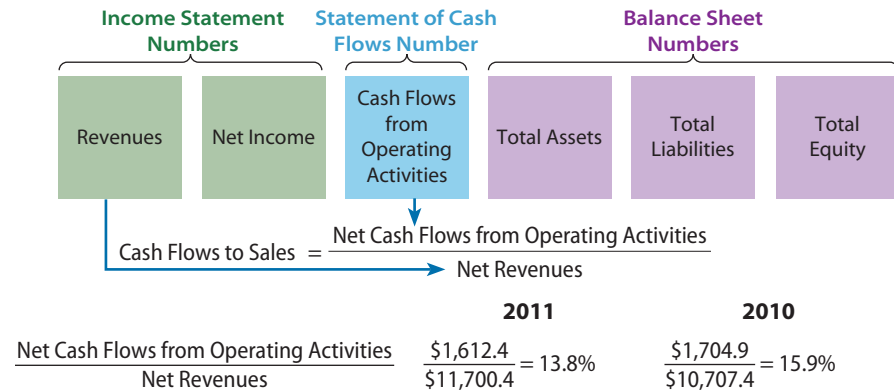 Income Statement Numbers
Statement of Cash Flows Number
Balance Sheet Numbers
Revenues
Net Income
Cash Flows from Operating Activities
Total Assets
Total Liabilities
Total Equity
Cash Flows to Sales = Net Cash Flows from Operating Activities / Net Revenues
2011 2010
Net Cash Flows from Operating Activities / Net Revenues $1,612.4 / $11,700.4 = 13.8% $1,704.9 / $10,707.4 = 15.9%